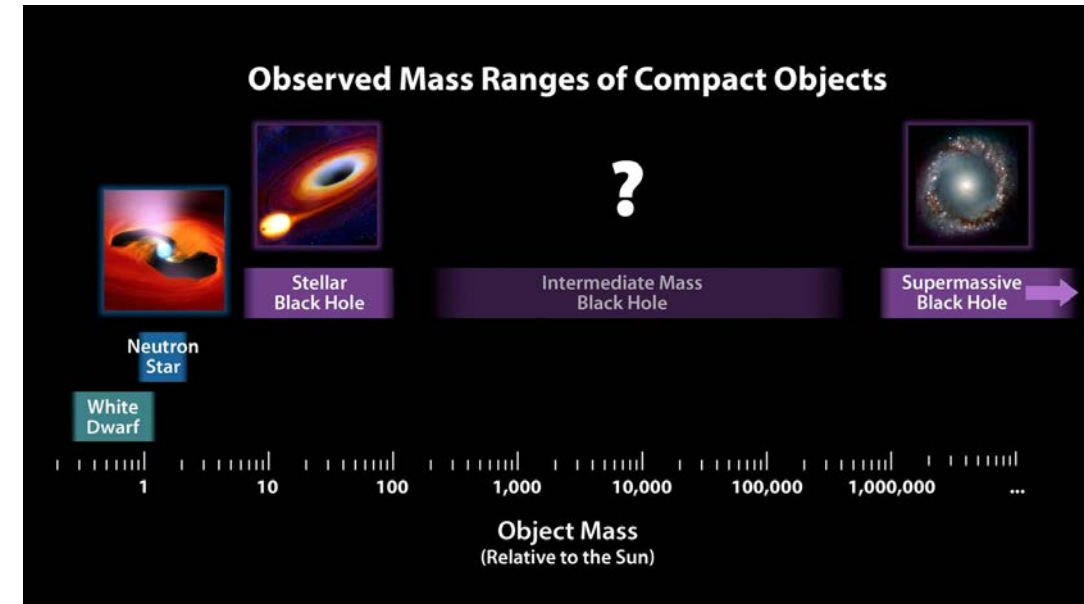 Observed Mass Ranges of Compact Objects
?
Stellar
Black Hole
Intermediate Mass
Black Hole
Supermassive
Black Hole
Neutron
Star
White
Dwarf
1 10 100 1,000 10,000 100,000 1,000,000 ...
Object Mass
(Relative to the Sun)